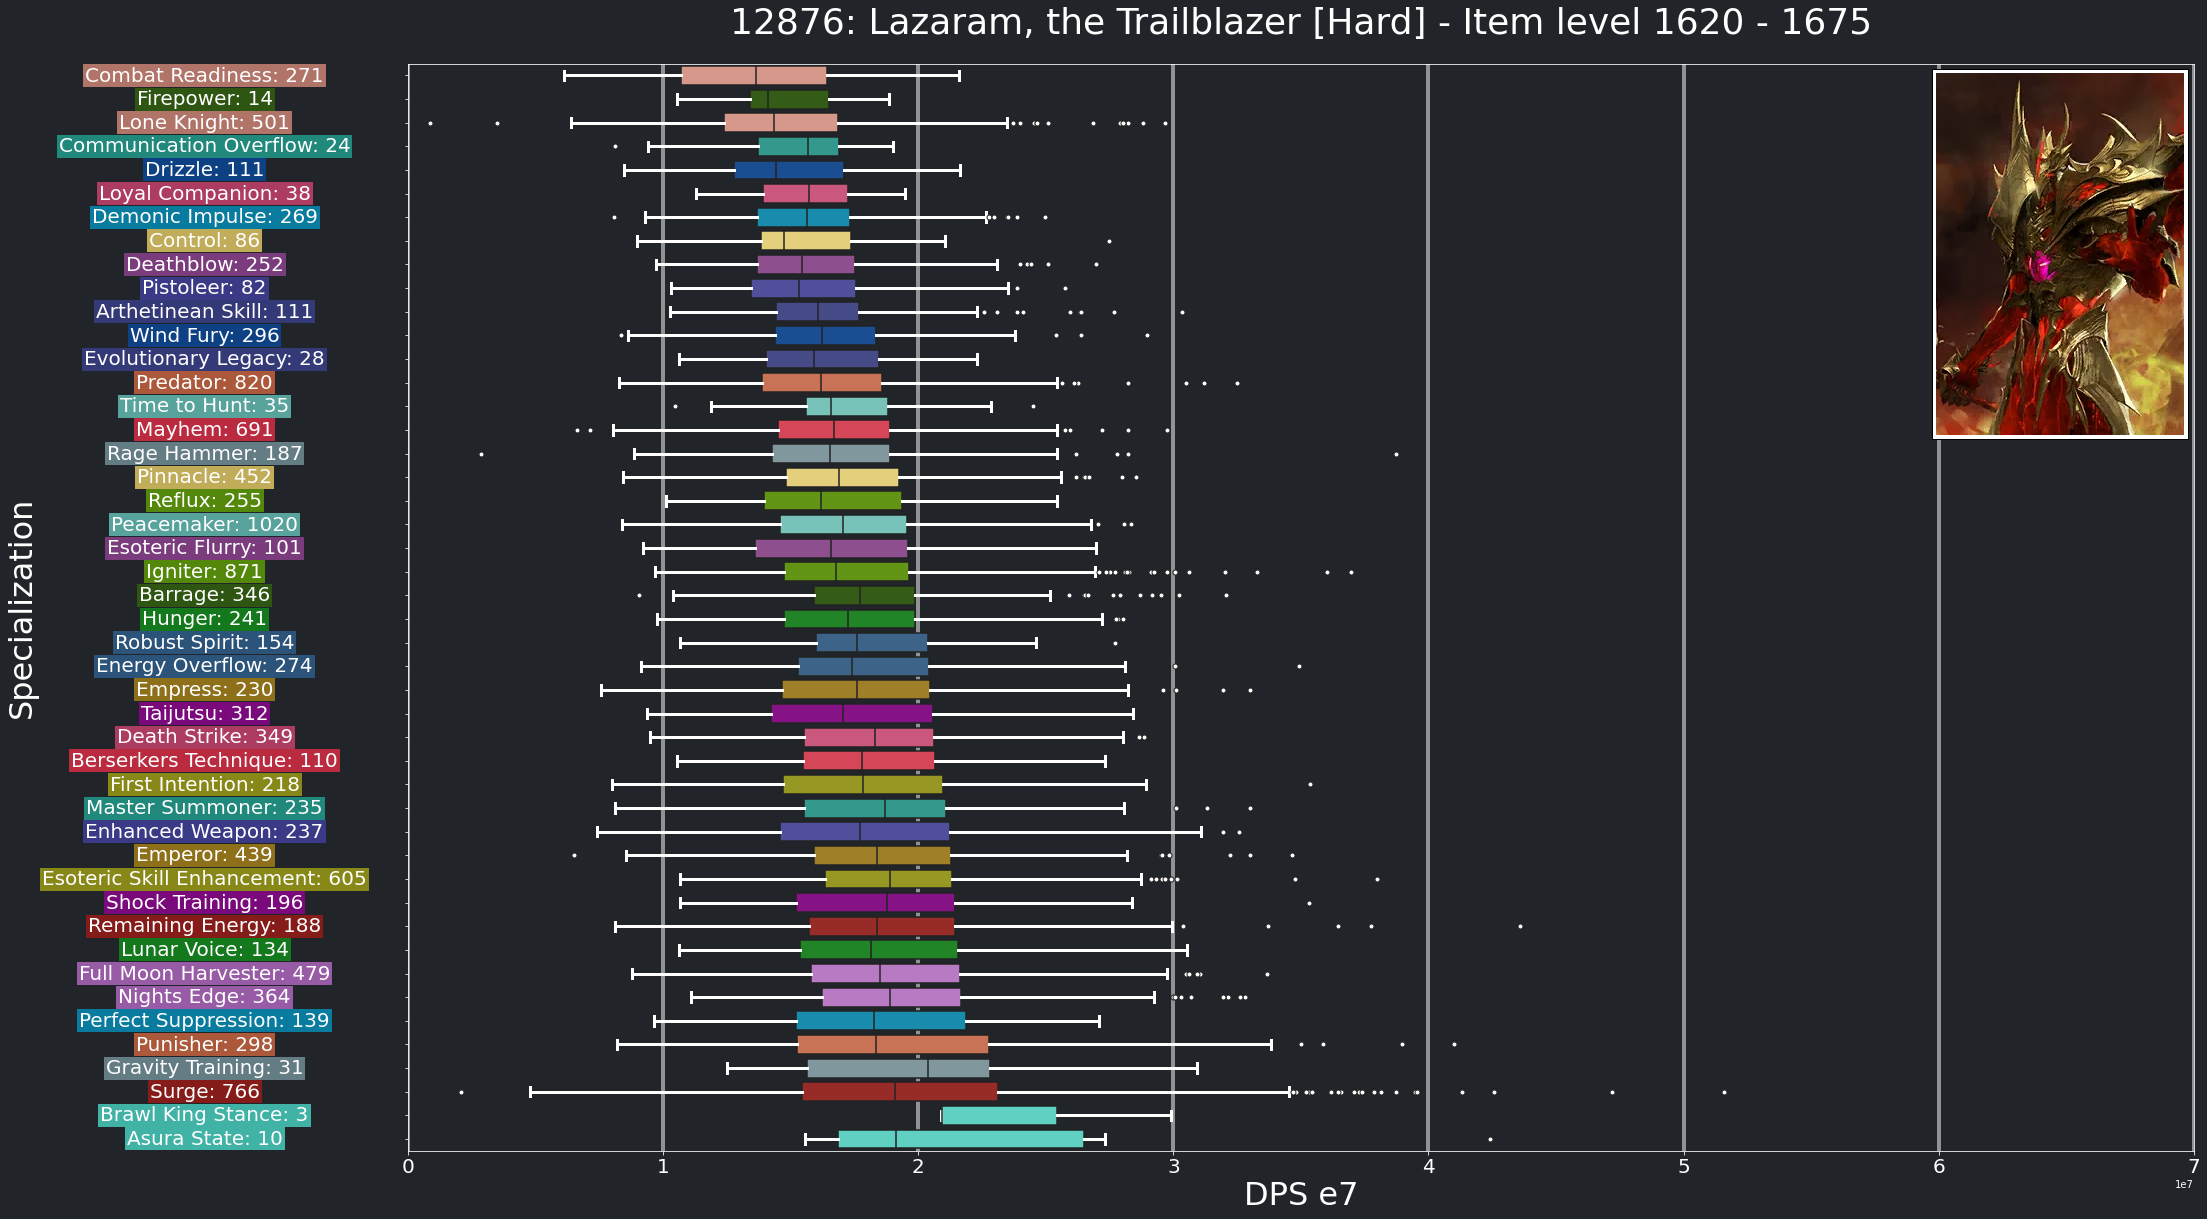 12876: Lazaram, the Trailblazer [Hard] - Item level 1620 - 1675
Specialization
Combat Readiness: 271
Firepower: 14
Lone Knight: 501
Communication Overflow: 24
Drizzle: 111
Loyal Companion: 38
Demonic Impulse: 269
Control: 86
Deathblow: 252
Pistoleer: 82
Arthetinean Skill: 111
Wind Fury: 296
Evolutionary Legacy: 28
Predator: 820
Time to Hunt: 35
Mayhem: 691
Rage Hammer: 187
Pinnacle: 452
Reflux: 255
Peacemaker: 1020
Esoteric Flurry: 101
Igniter: 871
Barrage: 346
Hunger: 241
Robust Spirit: 154
Energy Overflow: 274
Empress: 230
Taijutsu: 312
Death Strike: 349
Berserkers Technique: 110
First Intention: 218
Master Summoner: 235
Enhanced Weapon: 237
Emperor: 439
Esoteric Skill Enhancement: 605
Shock Training: 196
Remaining Energy: 188
Lunar Voice: 134
Full Moon Harvester: 479
Nights Edge: 364
Perfect Suppression: 139
Punisher: 298
Gravity Training: 31
Surge: 766
Brawl King Stance: 3
Asura State: 10
0 1 2 3 4 5 6 7
DPS e7
1e7